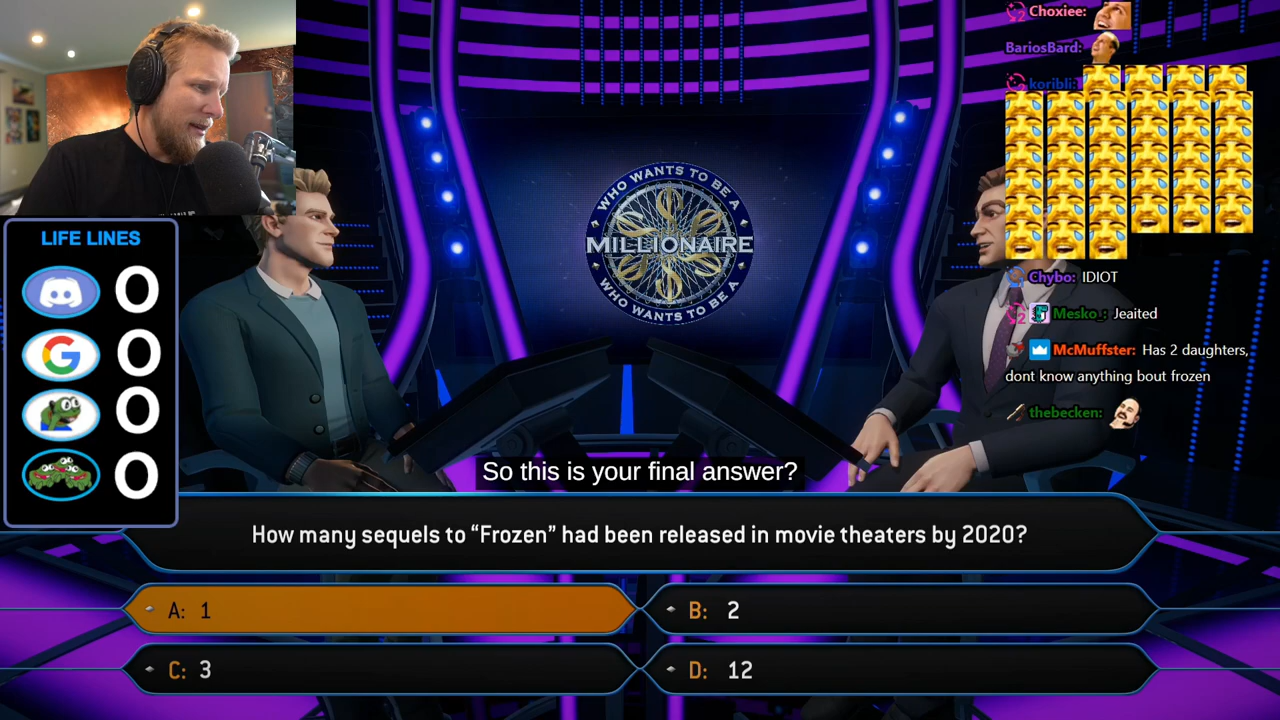 Choxiee:
BariosBard:
koribli:
LIFE LINES
0
0
0
0
WHO WANTS TO BE A
MILLIONAIRE
WHO WANTS TO BE A
Chybo: IDIOT
Mesko_: Jeaited
McMuffster: Has 2 daughters,
dont know anything bout frozen
thebecken:
So this is your final answer?
How many sequels to “Frozen” had been released in movie theaters by 2020?
A: 1
B: 2
C: 3
D: 12